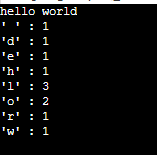 hello world
' ' : 1
'd' : 1
'e' : 1
'h' : 1
'l' : 3
'o' : 2
'r' : 1
'w' : 1